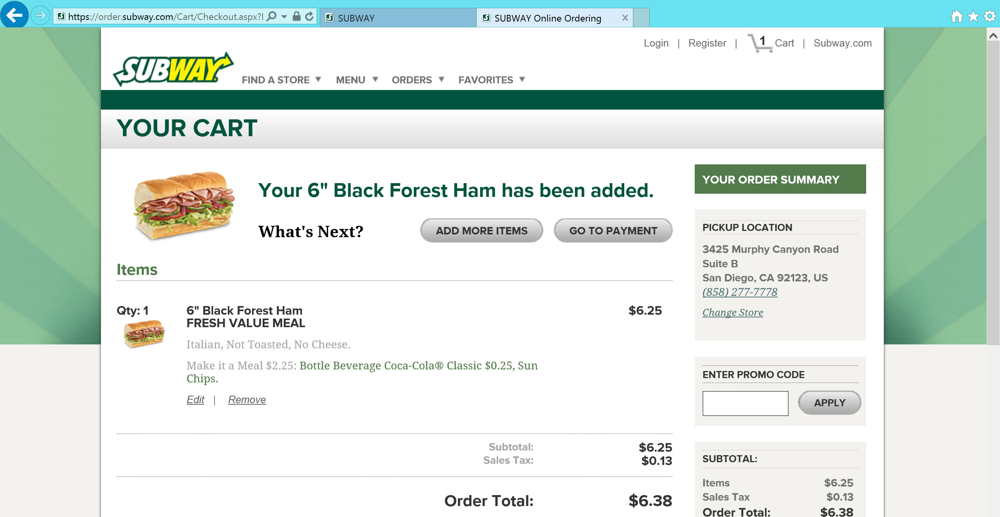 https://order.subway.com/Cart/Checkout.aspx?I
SUBWAY
SUBWAY Online Ordering
Login | Register | 1 Cart | Subway.com
SUBWAY
FIND A STORE MENU ORDERS FAVORITES
YOUR CART
Your 6" Black Forest Ham has been added.
What's Next?
ADD MORE ITEMS
GO TO PAYMENT
Items
Qty: 1
6" Black Forest Ham
FRESH VALUE MEAL
$6.25
Italian, Not Toasted, No Cheese.
Make it a Meal $2.25: Bottle Beverage Coca-Cola® Classic $0.25, Sun
Chips.
Edit | Remove
Subtotal: $6.25
Sales Tax: $0.13
Order Total: $6.38
YOUR ORDER SUMMARY
PICKUP LOCATION
3425 Murphy Canyon Road
Suite B
San Diego, CA 92123, US
(858) 277-7778
Change Store
ENTER PROMO CODE
APPLY
SUBTOTAL:
Items $6.25
Sales Tax $0.13
Order Total: $6.38